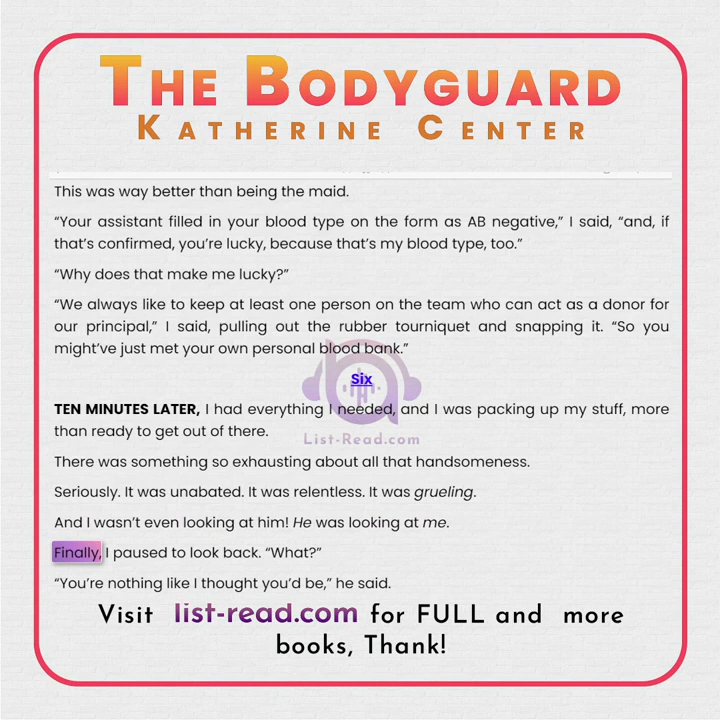 THE BODYGUARD
KATHERINE CENTER
This was way better than being the maid.
“Your assistant filled in your blood type on the form as AB negative,” I said, “and, if
that’s confirmed, you’re lucky, because that’s my blood type, too.”
“Why does that make me lucky?”
“We always like to keep at least one person on the team who can act as a donor for
our principal,” I said, pulling out the rubber tourniquet and snapping it. “So you
might’ve just met your own personal blood bank.”
Six
TEN MINUTES LATER, I had everything I needed, and I was packing up my stuff, more
than ready to get out of there.
List-Read.com
There was something so exhausting about all that handsomeness.
Seriously. It was unabated. It was relentless. It was grueling.
And I wasn’t even looking at him! He was looking at me.
Finally, I paused to look back. “What?”
“You’re nothing like I thought you’d be,” he said.
Visit list-read.com for FULL and more
books, Thank!